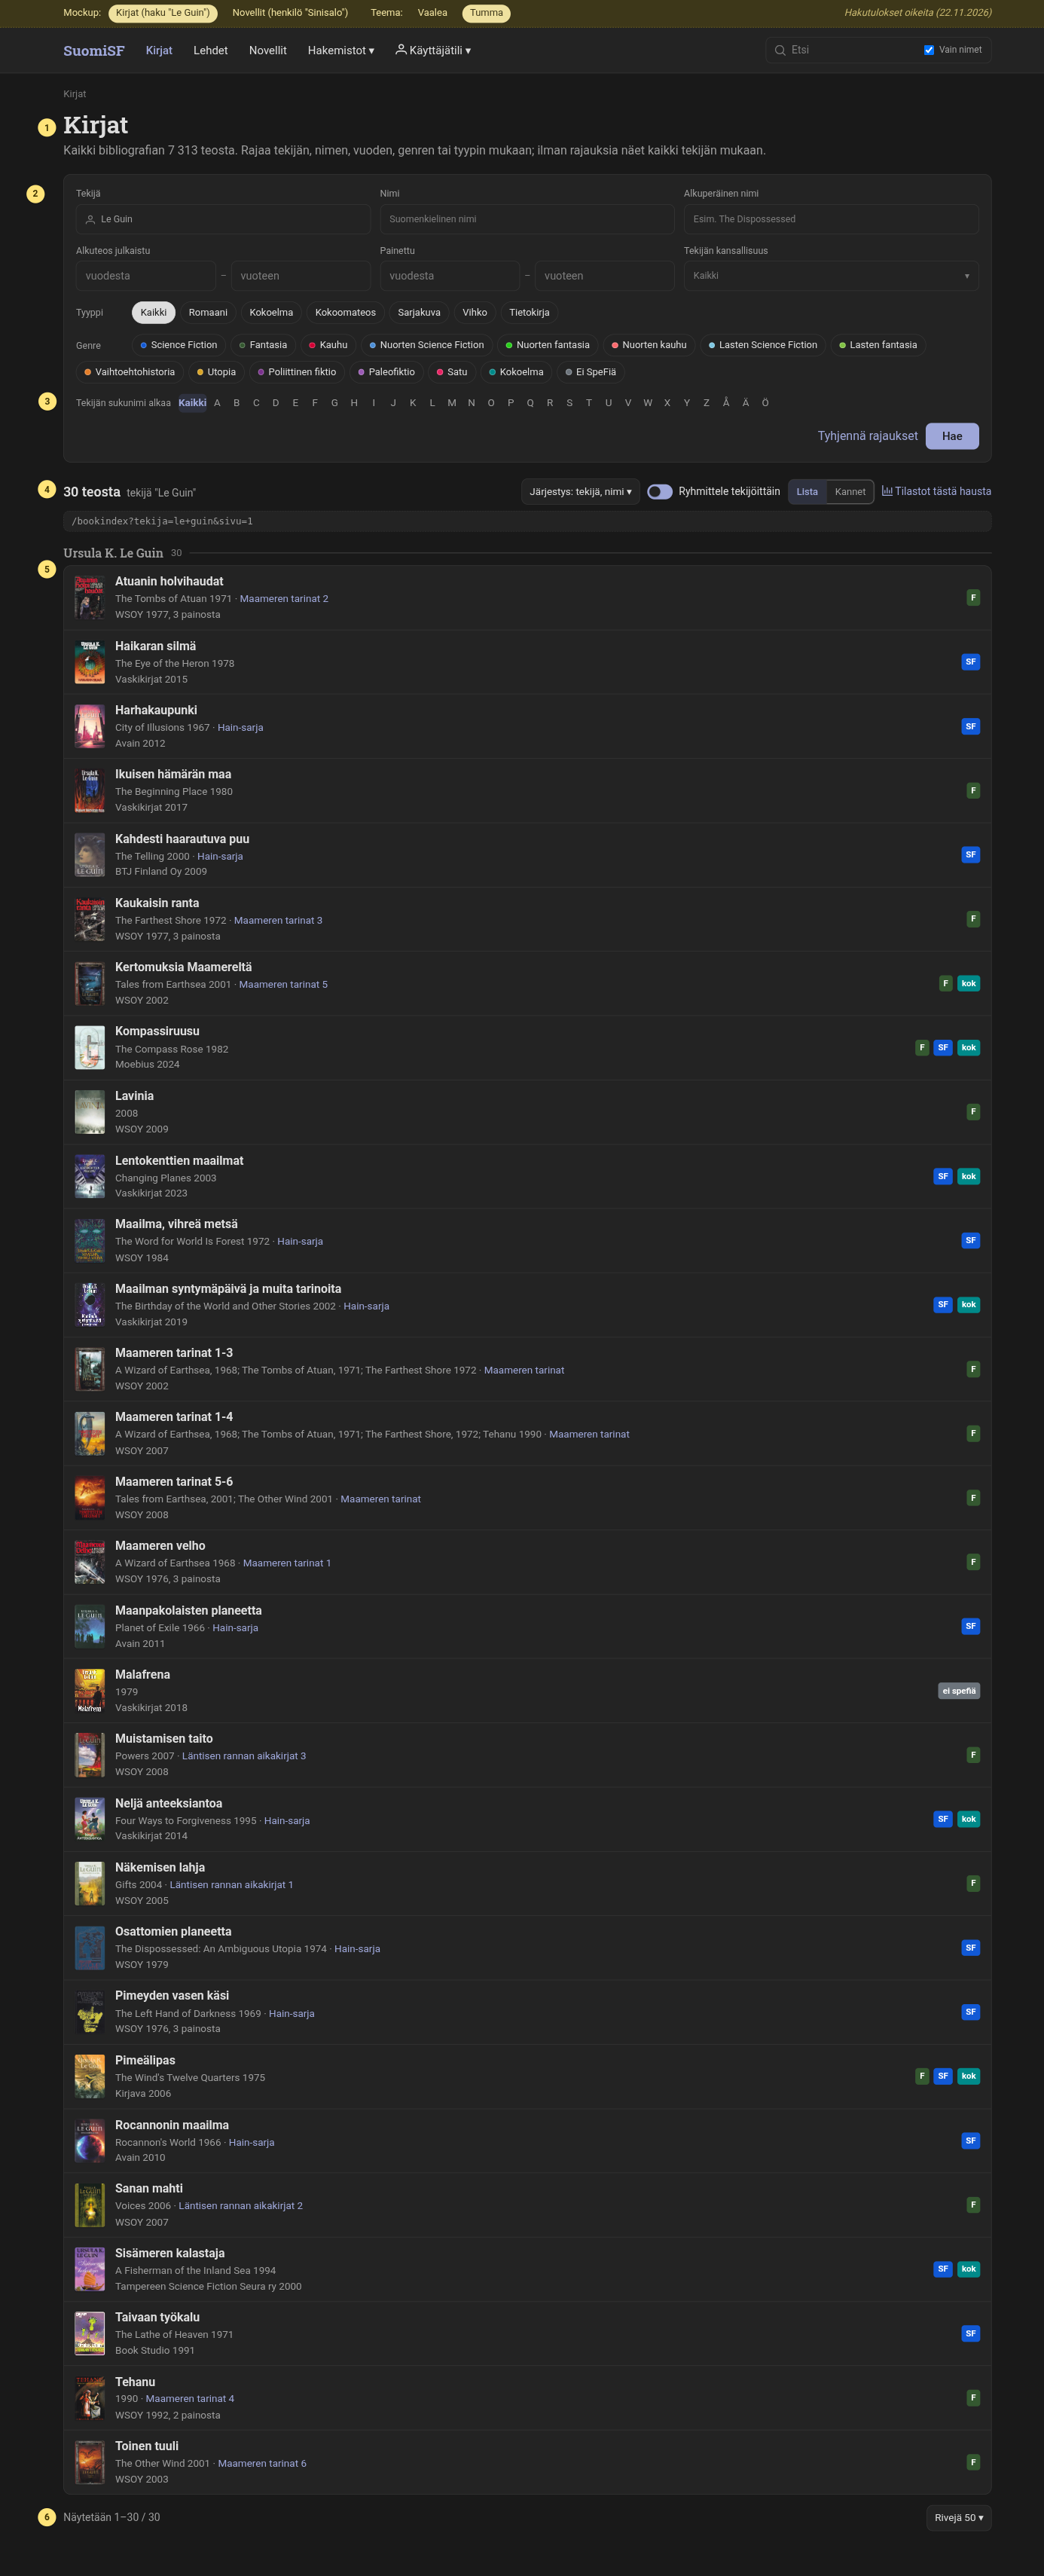 Mockup: Kirjat (haku "Le Guin") Novellit (henkilö "Sinisalo") Teema: Vaalea Tumma Hakutulokset oikeita (22.11.2026)
SuomiSF Kirjat Lehdet Novellit Hakemistot ▾ Käyttäjätili ▾ Etsi Vain nimet
Kirjat
1 Kirjat
Kaikki bibliografian 7 313 teosta. Rajaa tekijän, nimen, vuoden, genren tai tyypin mukaan; ilman rajauksia näet kaikki tekijän mukaan.
2 Tekijä Nimi Alkuperäinen nimi
Le Guin Suomenkielinen nimi Esim. The Dispossessed
Alkuteos julkaistu Painettu Tekijän kansallisuus
vuodesta – vuoteen vuodesta – vuoteen Kaikki ▾
Tyyppi Kaikki Romaani Kokoelma Kokoomateos Sarjakuva Vihko Tietokirja
Genre Science Fiction Fantasia Kauhu Nuorten Science Fiction Nuorten fantasia Nuorten kauhu Lasten Science Fiction Lasten fantasia
Vaihtoehtohistoria Utopia Poliittinen fiktio Paleofiktio Satu Kokoelma Ei SpeFiä
3 Tekijän sukunimi alkaa Kaikki A B C D E F G H I J K L M N O P Q R S T U V W X Y Z Å Ä Ö
Tyhjennä rajaukset Hae
4 30 teosta tekijä "Le Guin" Järjestys: tekijä, nimi ▾ Ryhmittele tekijöittäin Lista Kannet Tilastot tästä hausta
/bookindex?tekija=le+guin&sivu=1
Ursula K. Le Guin 30
5
Atuanin holvihaudat
The Tombs of Atuan 1971 · Maameren tarinat 2 F
WSOY 1977, 3 painosta
Haikaran silmä
The Eye of the Heron 1978 SF
Vaskikirjat 2015
Harhakaupunki
City of Illusions 1967 · Hain-sarja SF
Avain 2012
Ikuisen hämärän maa
The Beginning Place 1980 F
Vaskikirjat 2017
Kahdesti haarautuva puu
The Telling 2000 · Hain-sarja SF
BTJ Finland Oy 2009
Kaukaisin ranta
The Farthest Shore 1972 · Maameren tarinat 3 F
WSOY 1977, 3 painosta
Kertomuksia Maamereltä
Tales from Earthsea 2001 · Maameren tarinat 5 F kok
WSOY 2002
Kompassiruusu
The Compass Rose 1982 F SF kok
Moebius 2024
Lavinia
2008 F
WSOY 2009
Lentokenttien maailmat
Changing Planes 2003 SF kok
Vaskikirjat 2023
Maailma, vihreä metsä
The Word for World Is Forest 1972 · Hain-sarja SF
WSOY 1984
Maailman syntymäpäivä ja muita tarinoita
The Birthday of the World and Other Stories 2002 · Hain-sarja SF kok
Vaskikirjat 2019
Maameren tarinat 1-3
A Wizard of Earthsea, 1968; The Tombs of Atuan, 1971; The Farthest Shore 1972 · Maameren tarinat F
WSOY 2002
Maameren tarinat 1-4
A Wizard of Earthsea, 1968; The Tombs of Atuan, 1971; The Farthest Shore, 1972; Tehanu 1990 · Maameren tarinat F
WSOY 2007
Maameren tarinat 5-6
Tales from Earthsea, 2001; The Other Wind 2001 · Maameren tarinat F
WSOY 2008
Maameren velho
A Wizard of Earthsea 1968 · Maameren tarinat 1 F
WSOY 1976, 3 painosta
Maanpakolaisten planeetta
Planet of Exile 1966 · Hain-sarja SF
Avain 2011
Malafrena
1979 ei spefiä
Vaskikirjat 2018
Muistamisen taito
Powers 2007 · Läntisen rannan aikakirjat 3 F
WSOY 2008
Neljä anteeksiantoa
Four Ways to Forgiveness 1995 · Hain-sarja SF kok
Vaskikirjat 2014
Näkemisen lahja
Gifts 2004 · Läntisen rannan aikakirjat 1 F
WSOY 2005
Osattomien planeetta
The Dispossessed: An Ambiguous Utopia 1974 · Hain-sarja SF
WSOY 1979
Pimeyden vasen käsi
The Left Hand of Darkness 1969 · Hain-sarja SF
WSOY 1976, 3 painosta
Pimeälipas
The Wind's Twelve Quarters 1975 F SF kok
Kirjava 2006
Rocannonin maailma
Rocannon's World 1966 · Hain-sarja SF
Avain 2010
Sanan mahti
Voices 2006 · Läntisen rannan aikakirjat 2 F
WSOY 2007
Sisämeren kalastaja
A Fisherman of the Inland Sea 1994 SF kok
Tampereen Science Fiction Seura ry 2000
Taivaan työkalu
The Lathe of Heaven 1971 SF
Book Studio 1991
Tehanu
1990 · Maameren tarinat 4 F
WSOY 1992, 2 painosta
Toinen tuuli
The Other Wind 2001 · Maameren tarinat 6 F
WSOY 2003
6 Näytetään 1–30 / 30 Rivejä 50 ▾